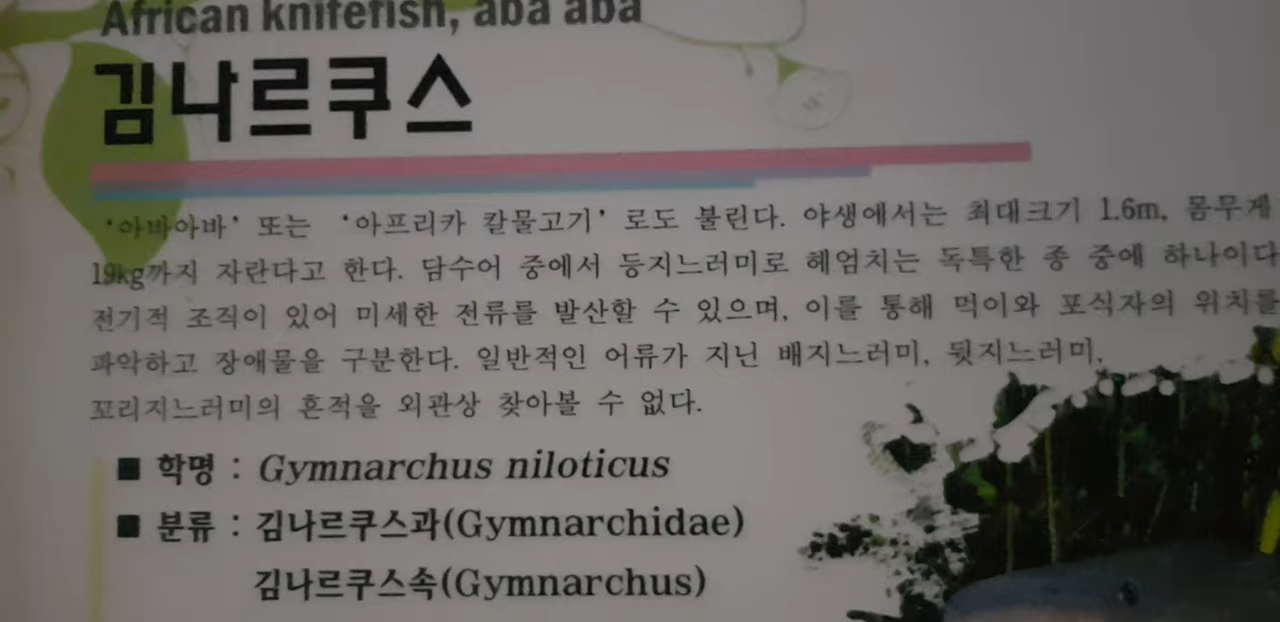 African knifefish, aba aba
김나르쿠스
‘아바아바’ 또는 ‘아프리카 칼물고기’ 로도 불린다. 야생에서는 최대크기 1.6m, 몸무게
19kg까지 자란다고 한다. 담수어 중에서 등지느러미로 헤엄치는 독특한 종 중에 하나이다
전기적 조직이 있어 미세한 전류를 발산할 수 있으며, 이를 통해 먹이와 포식자의 위치를
파악하고 장애물을 구분한다. 일반적인 어류가 지닌 배지느러미, 뒷지느러미,
꼬리지느러미의 흔적을 외관상 찾아볼 수 없다.
■ 학명 : Gymnarchus niloticus
■ 분류 : 김나르쿠스과(Gymnarchidae)
김나르쿠스속(Gymnarchus)